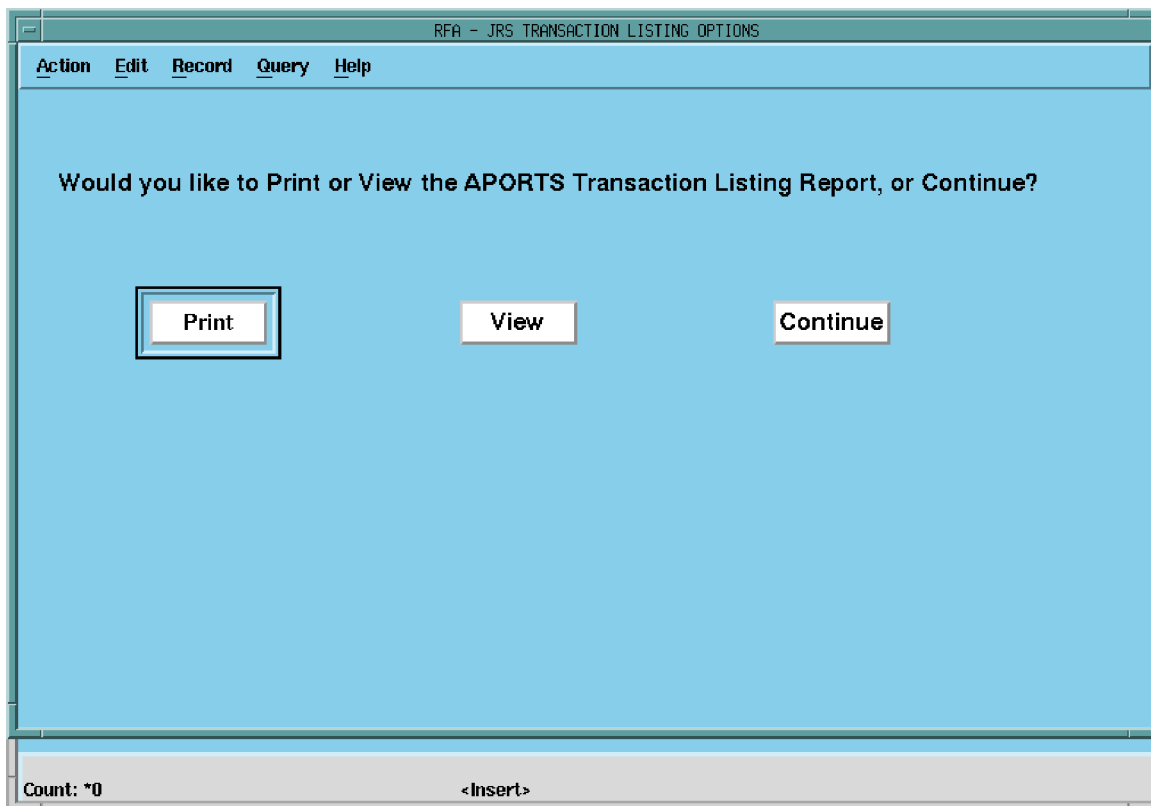 RFA - JRS TRANSACTION LISTING OPTIONS
Action Edit Record Query Help
Would you like to Print or View the APORTS Transaction Listing Report, or Continue?
Print View Continue
Count: *0 <Insert>